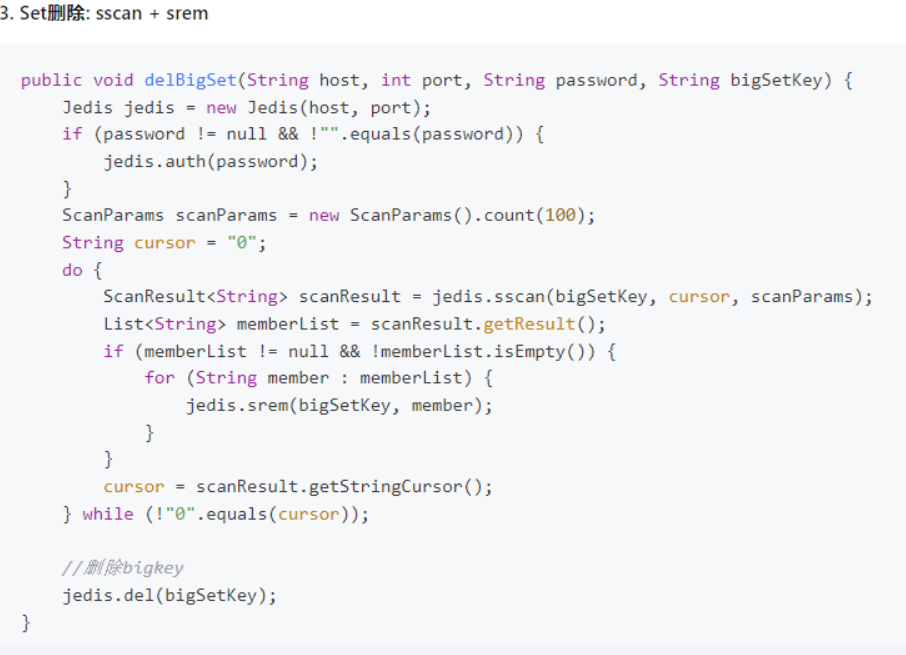 3. Set删除: sscan + srem
public void delBigSet(String host, int port, String password, String bigSetKey) {
    Jedis jedis = new Jedis(host, port);
    if (password != null && !"".equals(password)) {
        jedis.auth(password);
    }
    ScanParams scanParams = new ScanParams().count(100);
    String cursor = "0";
    do {
        ScanResult<String> scanResult = jedis.sscan(bigSetKey, cursor, scanParams);
        List<String> memberList = scanResult.getResult();
        if (memberList != null && !memberList.isEmpty()) {
            for (String member : memberList) {
                jedis.srem(bigSetKey, member);
            }
        }
        cursor = scanResult.getStringCursor();
    } while (!"0".equals(cursor));
    //删除bigkey
    jedis.del(bigSetKey);
}